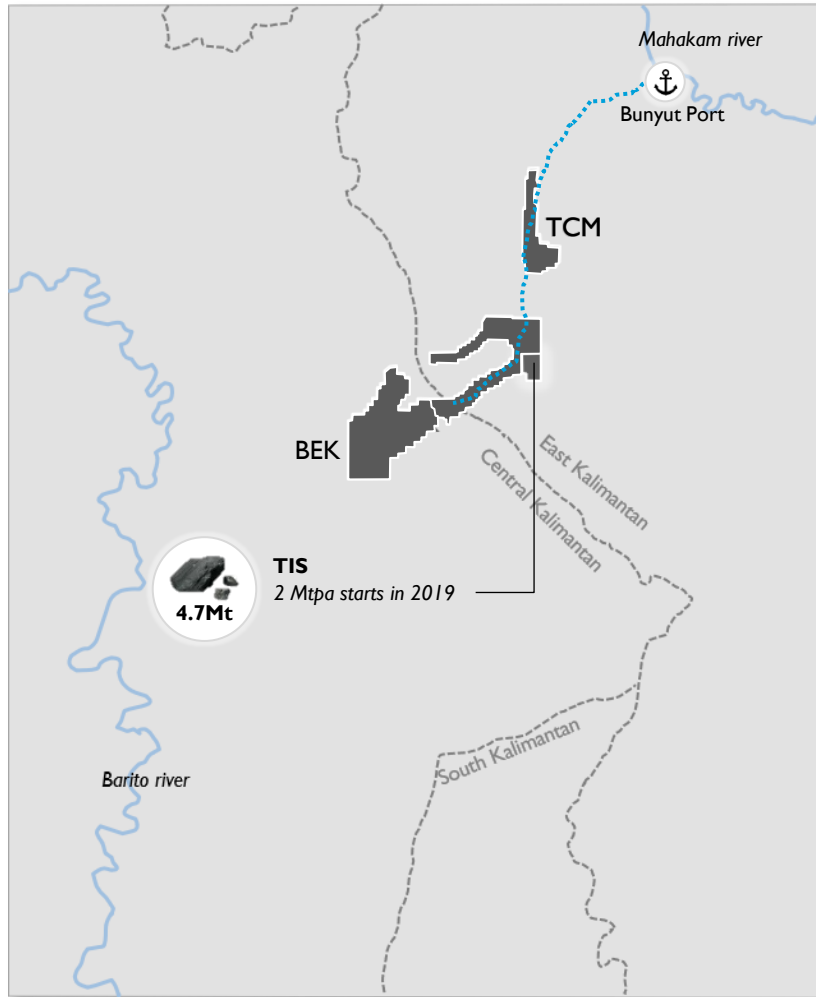 Mahakam river
Bunyut Port
TCM
BEK
East Kalimantan
Central Kalimantan
TIS
2 Mtpa starts in 2019
4.7Mt
South Kalimantan
Barito river